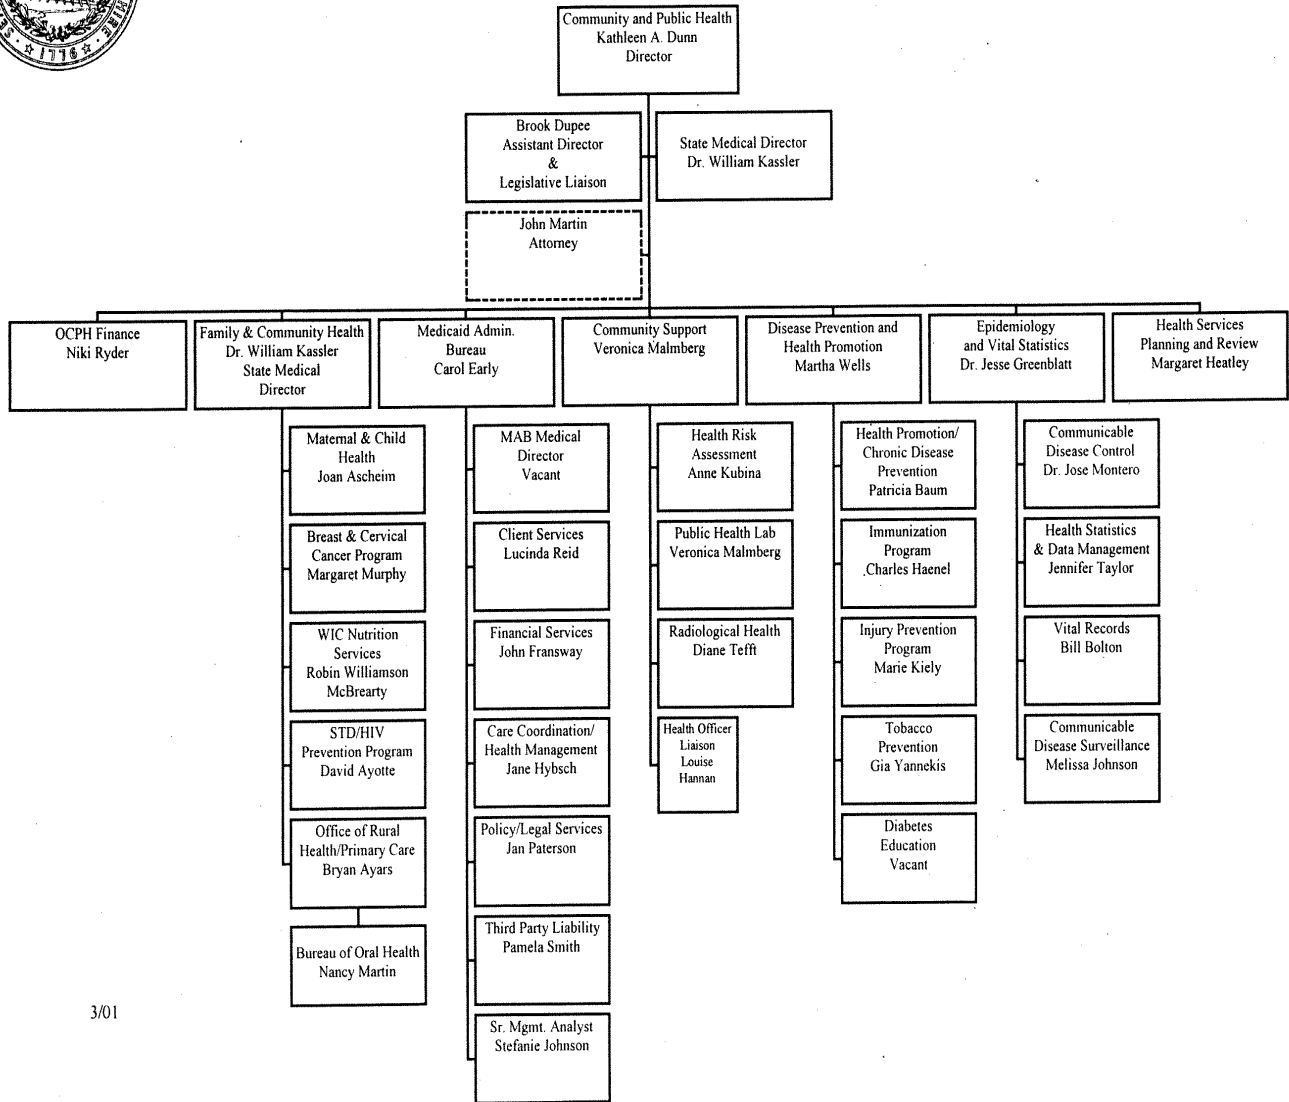 MIRE
SE
1776
Community and Public Health
Kathleen A. Dunn
Director
Brook Dupee
Assistant Director
&
Legislative Liaison
State Medical Director
Dr. William Kassler
John Martin
Attorney
OCPH Finance
Niki Ryder
Family & Community Health
Dr. William Kassler
State Medical
Director
Medicaid Admin.
Bureau
Carol Early
Community Support
Veronica Malmberg
Disease Prevention and
Health Promotion
Martha Wells
Epidemiology
and Vital Statistics
Dr. Jesse Greenblatt
Health Services
Planning and Review
Margaret Heatley
Maternal & Child
Health
Joan Ascheim
Breast & Cervical
Cancer Program
Margaret Murphy
WIC Nutrition
Services
Robin Williamson
McBrearty
STD/HIV
Prevention Program
David Ayotte
Office of Rural
Health/Primary Care
Bryan Ayars
Bureau of Oral Health
Nancy Martin
MAB Medical
Director
Vacant
Client Services
Lucinda Reid
Financial Services
John Fransway
Care Coordination/
Health Management
Jane Hybsch
Policy/Legal Services
Jan Paterson
Third Party Liability
Pamela Smith
Sr. Mgmt. Analyst
Stefanie Johnson
Health Risk
Assessment
Anne Kubina
Public Health Lab
Veronica Malmberg
Radiological Health
Diane Tefft
Health Officer
Liaison
Louise
Hannan
Health Promotion/
Chronic Disease
Prevention
Patricia Baum
Immunization
Program
Charles Haenel
Injury Prevention
Program
Marie Kiely
Tobacco
Prevention
Gia Yannekis
Diabetes
Education
Vacant
Communicable
Disease Control
Dr. Jose Montero
Health Statistics
& Data Management
Jennifer Taylor
Vital Records
Bill Bolton
Communicable
Disease Surveillance
Melissa Johnson
3/01